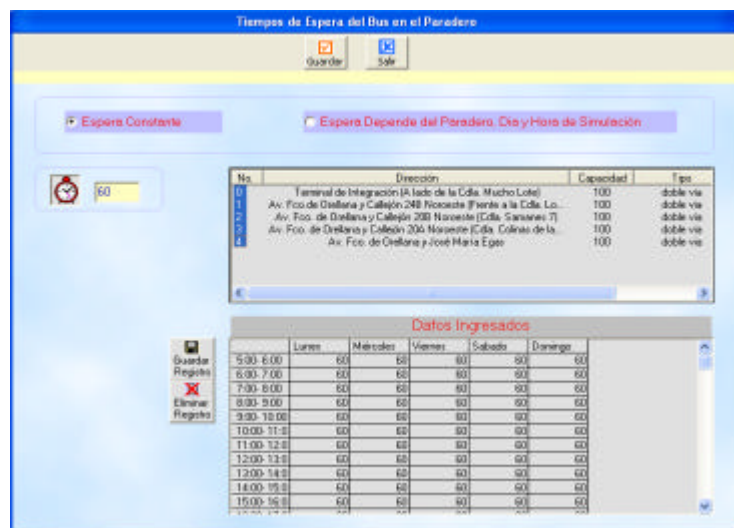 Tiempos de Espera del Bus en el Paradero
Guardar Salir
Espera Constante Espera Depende del Paradero, Dia y Hora de Simulación
60
No. Dirección Capacidad Tipo
0 Terminal de Integración (A lado de la Cdla. Mucho Lote) 100 doble via
1 Av. Fco.de Orellana y Callejón 24B Noroeste (Frente a la Cdla. Lo... 100 doble via
2 Av. Fco. de Orellana y Callejón 20B Noroeste (Cdla. Samanes 7) 100 doble via
3 Av. Fco. de Orellana y Callejón 20A Noroeste (Cdla. Colinas de la... 100 doble via
4 Av. Fco. de Orellana y José María Egas 100 doble via
Datos Ingresados
Guardar Registro
Eliminar Registro
Lunes Miércoles Viernes Sabado Domingo
5:00- 6:00 60 60 60 60 60
6:00- 7:00 60 60 60 60 60
7:00- 8:00 60 60 60 60 60
8:00- 9:00 60 60 60 60 60
9:00- 10:00 60 60 60 60 60
10:00- 11:0 60 60 60 60 60
11:00- 12:0 60 60 60 60 60
12:00- 13:0 60 60 60 60 60
13:00- 14:0 60 60 60 60 60
14:00- 15:0 60 60 60 60 60
15:00- 16:0 60 60 60 60 60